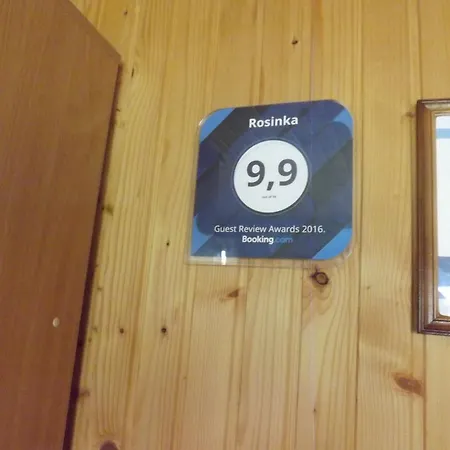 Rosinka
9,9
Guest Review Awards 2016.
Booking.com